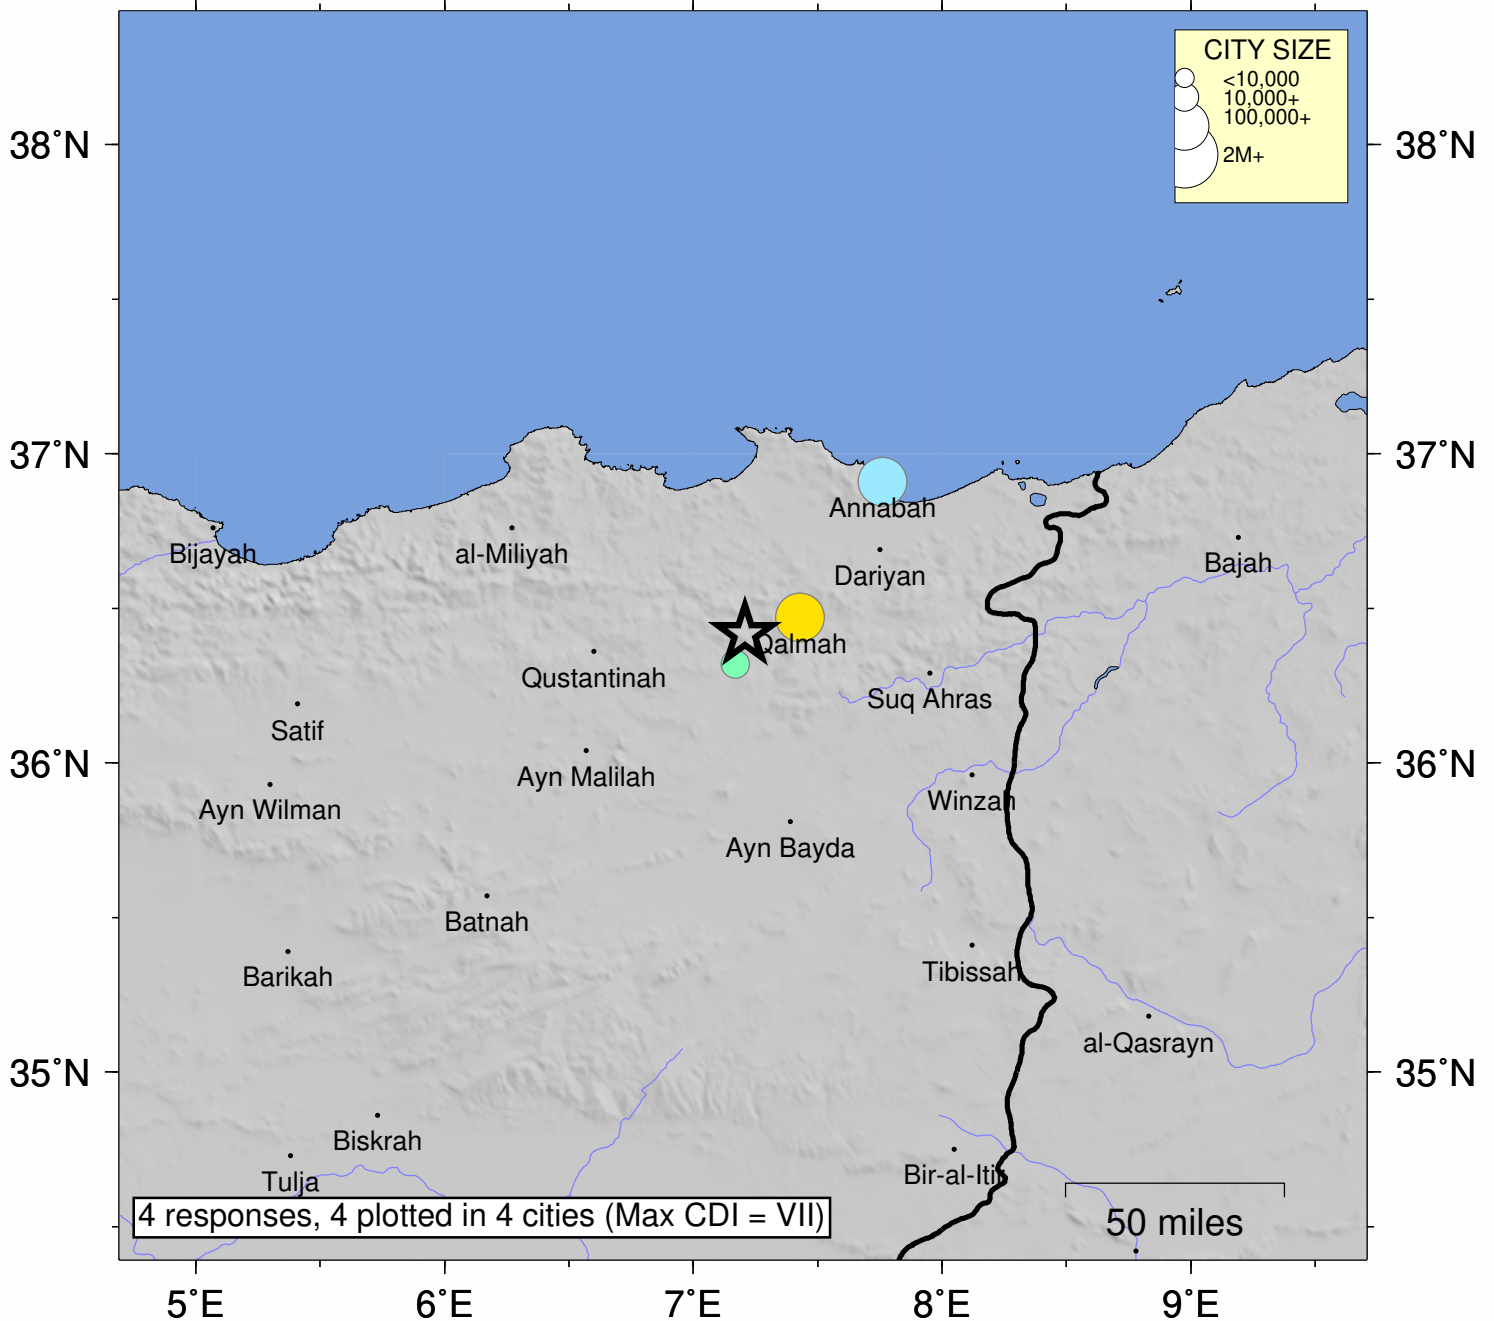 CITY SIZE
<10,000
10,000+
100,000+
2M+
38˚N
38˚N
37˚N
37˚N
Annabah
Bijayah
al-Miliyah
Bajah
Dariyan
Qalmah
Qustantinah
Suq Ahras
Satif
36˚N
36˚N
Ayn Malilah
Ayn Wilman
Winzah
Ayn Bayda
Batnah
Barikah
Tibissah
al-Qasrayn
35˚N
35˚N
Biskrah
Tulja
Bir-al-Itir
4 responses, 4 plotted in 4 cities (Max CDI = VII)
50 miles
5˚E
6˚E
7˚E
8˚E
9˚E